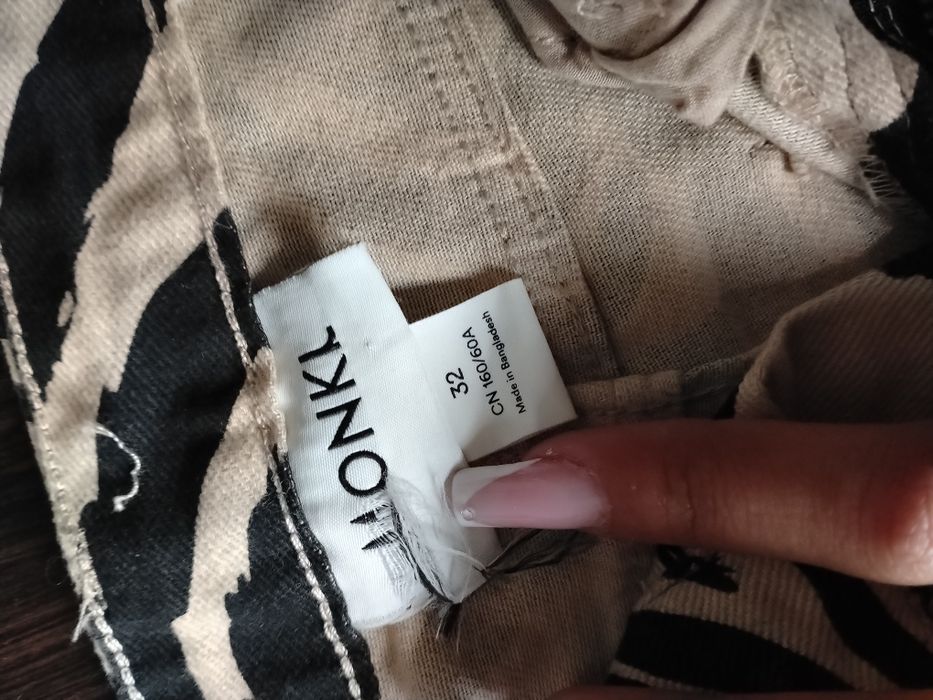 MONKI
32
CN 160/60A
Made in Bangladesh